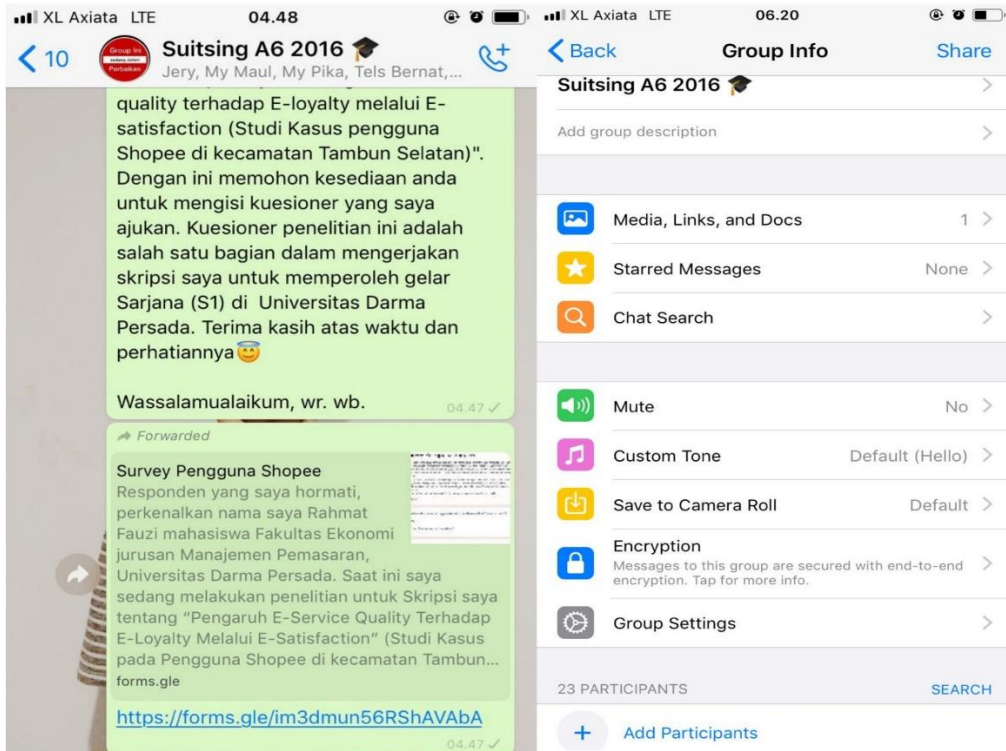 XL Axiata LTE 04.48
10
Group Ini
sedang dalam
Perbaikan
Suitsing A6 2016 🎓
Jery, My Maul, My Pika, Tels Bernat,...
quality terhadap E-loyalty melalui E-
satisfaction (Studi Kasus pengguna
Shopee di kecamatan Tambun Selatan)".
Dengan ini memohon kesediaan anda
untuk mengisi kuesioner yang saya
ajukan. Kuesioner penelitian ini adalah
salah satu bagian dalam mengerjakan
skripsi saya untuk memperoleh gelar
Sarjana (S1) di Universitas Darma
Persada. Terima kasih atas waktu dan
perhatiannya😇
Wassalamualaikum, wr. wb.
04.47 ✓
Forwarded
Survey Pengguna Shopee
Responden yang saya hormati,
perkenalkan nama saya Rahmat
Fauzi mahasiswa Fakultas Ekonomi
jurusan Manajemen Pemasaran,
Universitas Darma Persada. Saat ini saya
sedang melakukan penelitian untuk Skripsi saya
tentang "Pengaruh E-Service Quality Terhadap
E-Loyalty Melalui E-Satisfaction" (Studi Kasus
pada Pengguna Shopee di kecamatan Tambun...
forms.gle
https://forms.gle/im3dmun56RShAVAbA
04.47 ✓
XL Axiata LTE 06.20
Back Group Info Share
Suitsing A6 2016 🎓
Add group description
Media, Links, and Docs 1
Starred Messages None
Chat Search
Mute No
Custom Tone Default (Hello)
Save to Camera Roll Default
Encryption
Messages to this group are secured with end-to-end
encryption. Tap for more info.
Group Settings
23 PARTICIPANTS SEARCH
+ Add Participants